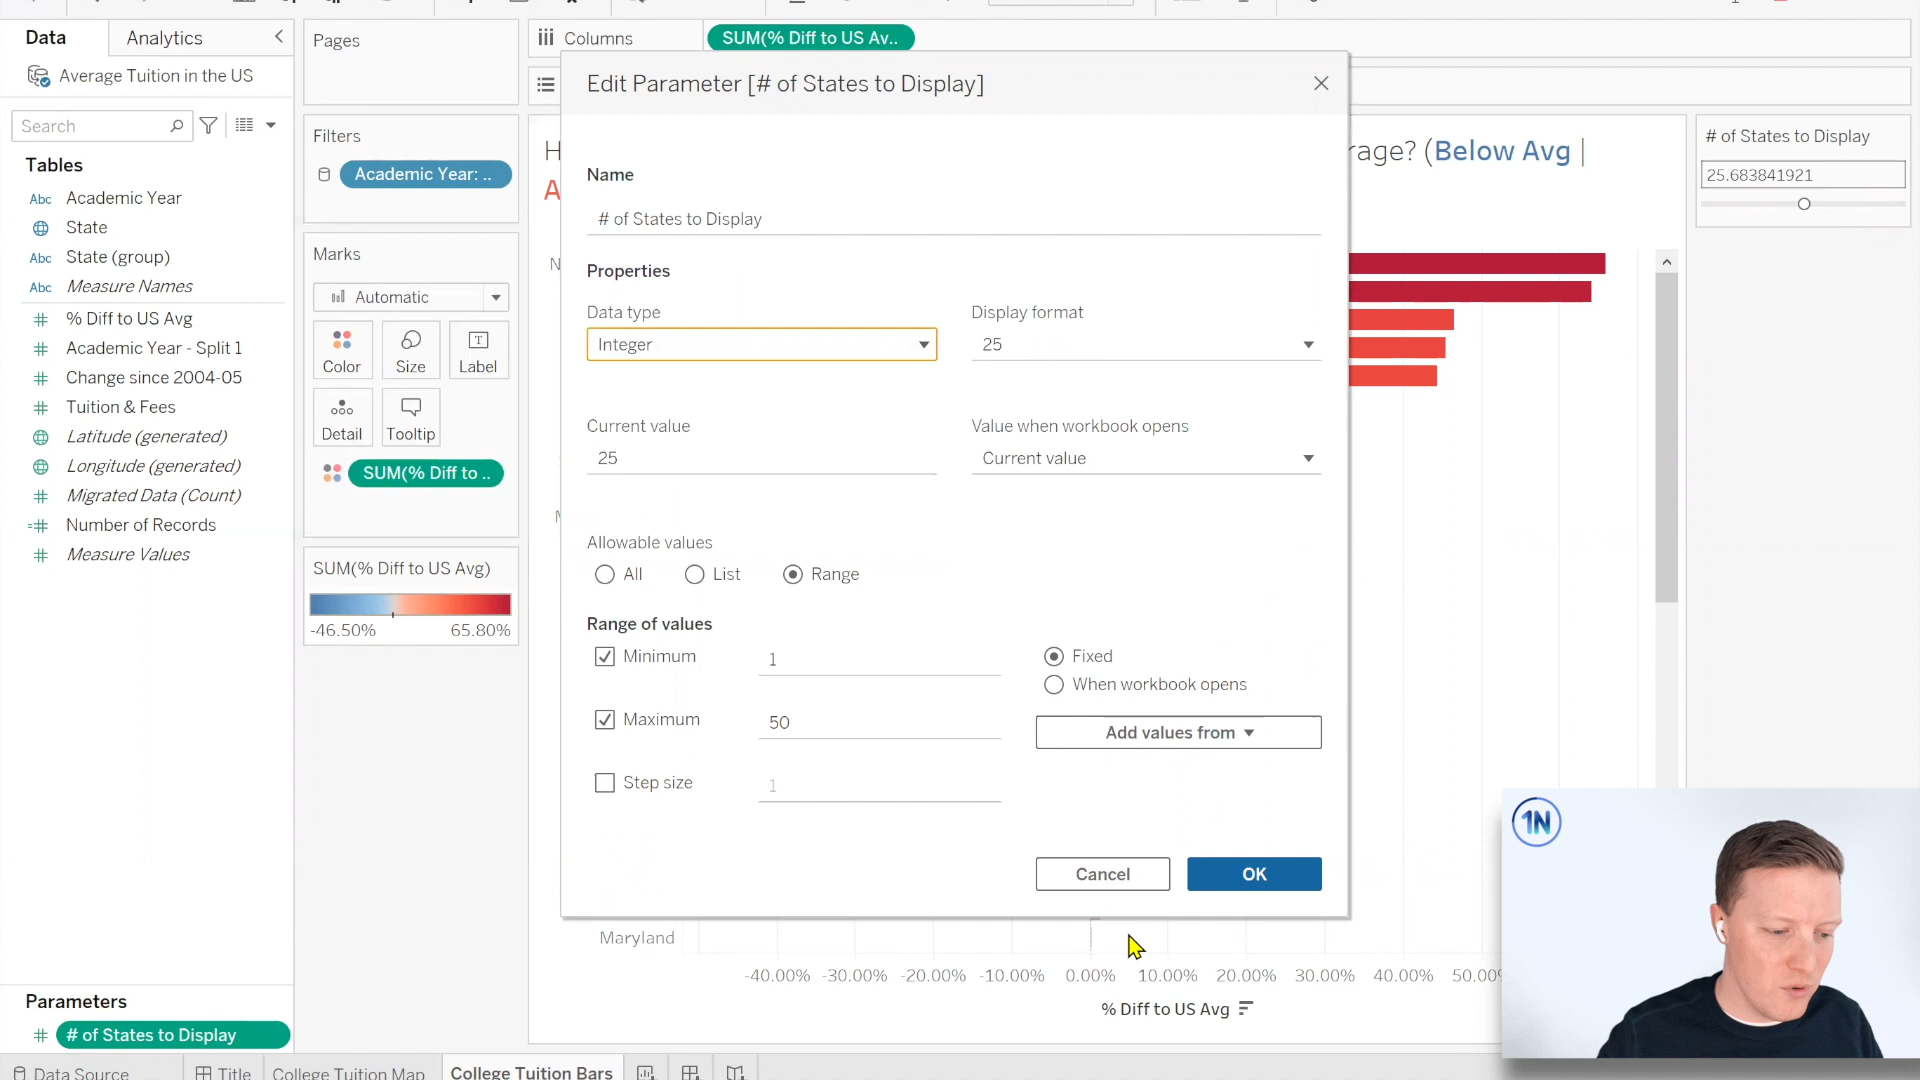 Data
Analytics
Average Tuition in the US
Search
Tables
Abc Academic Year
State
Abc State (group)
Abc Measure Names
% Diff to US Avg
Academic Year - Split 1
Change since 2004-05
Tuition & Fees
Latitude (generated)
Longitude (generated)
Migrated Data (Count)
Number of Records
Measure Values
Parameters
# of States to Display
Pages
Filters
Academic Year: ..
Marks
Automatic
Color
Size
Label
Detail
Tooltip
SUM(% Diff to ..
SUM(% Diff to US Avg)
-46.50%
65.80%
Columns
SUM(% Diff to US Av..
Edit Parameter [# of States to Display]
Name
# of States to Display
Properties
Data type
Display format
Integer
25
Current value
Value when workbook opens
25
Current value
Allowable values
All
List
Range
Range of values
Minimum
1
Fixed
When workbook opens
Maximum
50
Add values from
Step size
1
Cancel
OK
rage? (Below Avg |
# of States to Display
25.683841921
Maryland
-40.00% -30.00% -20.00% -10.00% 0.00% 10.00% 20.00% 30.00% 40.00%
% Diff to US Avg
1N
Data Source
Title
College Tuition Map
College Tuition Bars